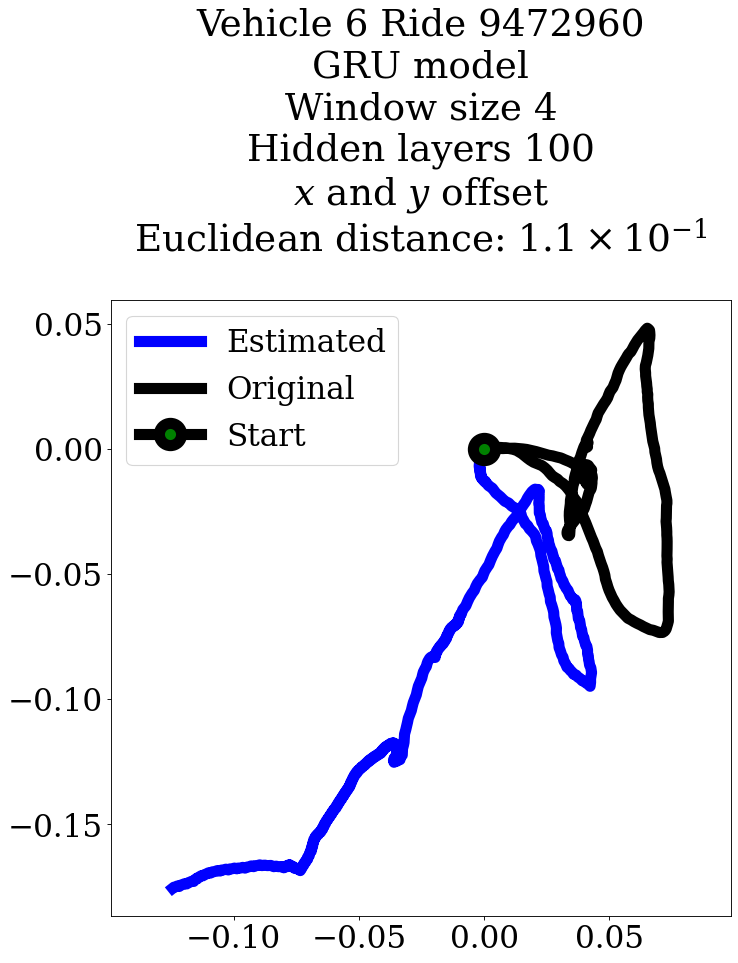 Vehicle 6 Ride 9472960
GRU model
Window size 4
Hidden layers 100
x and y offset
Euclidean distance: 1.1 × 10⁻¹
Estimated
Original
Start
0.05
0.00
−0.05
−0.10
−0.15
−0.10 −0.05 0.00 0.05